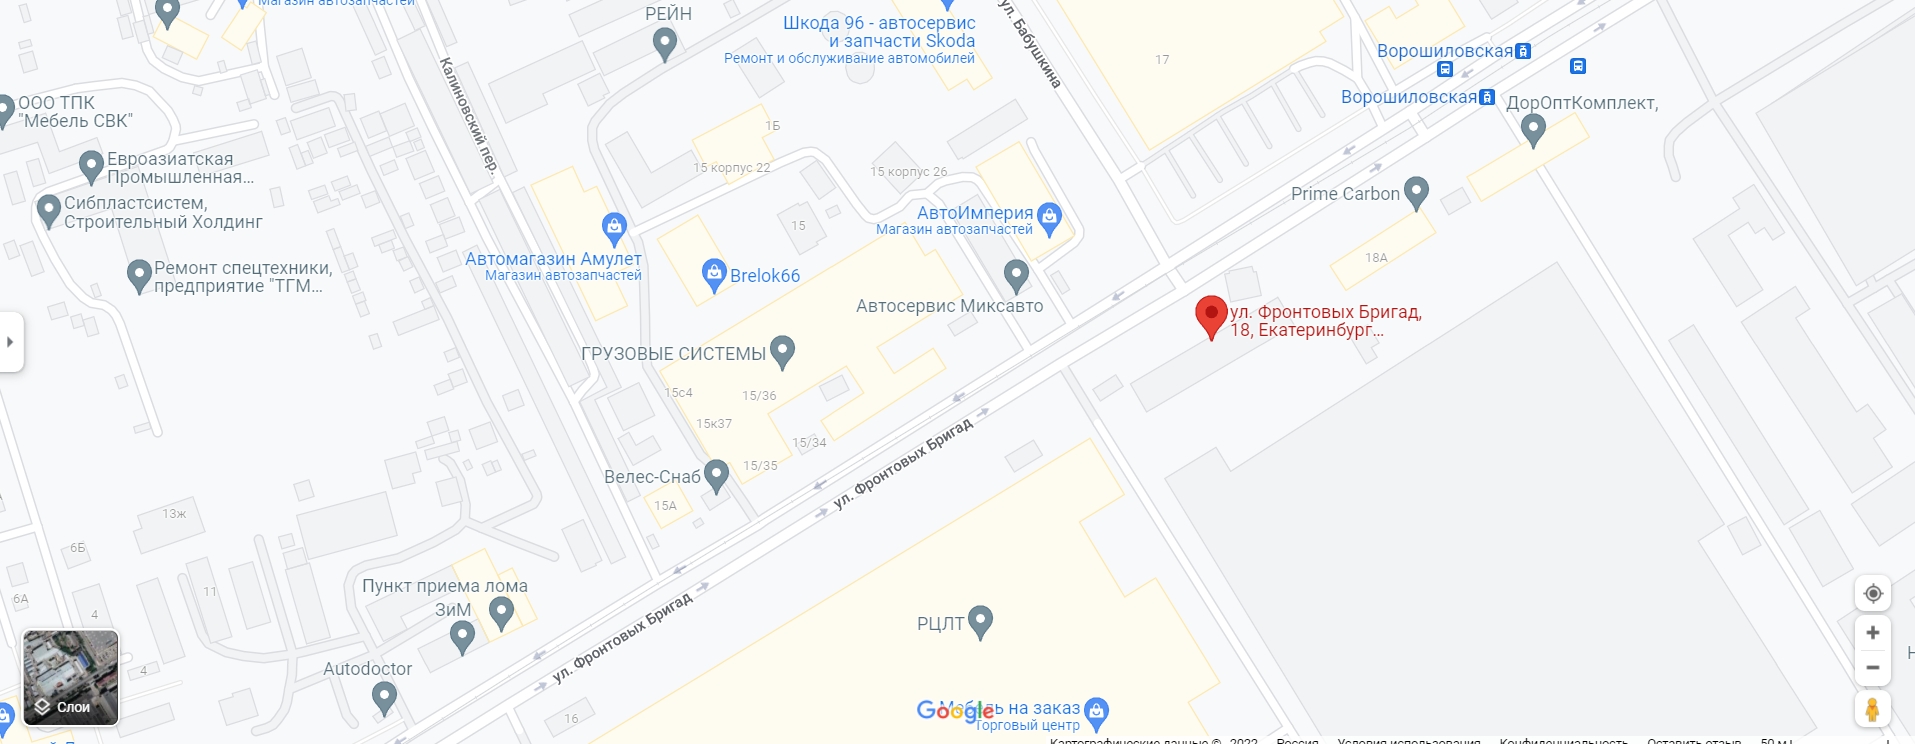 Магазин автозапчастей
РЕЙН
Шкода 96 - автосервис
и запчасти Skoda
Ремонт и обслуживание автомобилей
ул. Бабушкина
17
Ворошиловская
Ворошиловская
ДорОптКомплект,
Калиновский пер.
ООО ТПК
"Мебель СВК"
1Б
Евроазиатская
Промышленная...
15 корпус 22
15 корпус 26
Prime Carbon
Сибпластсистем,
Строительный Холдинг
АвтоИмперия
Магазин автозапчастей
15
Автомагазин Амулет
Магазин автозапчастей
18А
Ремонт спецтехники,
предприятие "ТГМ...
Brelok66
Автосервис Миксавто
ул. Фронтовых Бригад,
18, Екатеринбург...
ГРУЗОВЫЕ СИСТЕМЫ
15с4
15/36
15к37
15/34
ул. Фронтовых Бригад
15/35
Велес-Снаб
15А
13ж
6Б
Пункт приема лома
11
6А
4
ЗиМ
ул. Фронтовых Бригад
РЦЛТ
Autodoctor
4
Слои
16
Google
Мебель на заказ
Торговый центр
Картографические данные © 2022
Россия
Условия использования
Конфиденциальность
Оставить отзыв
50 м